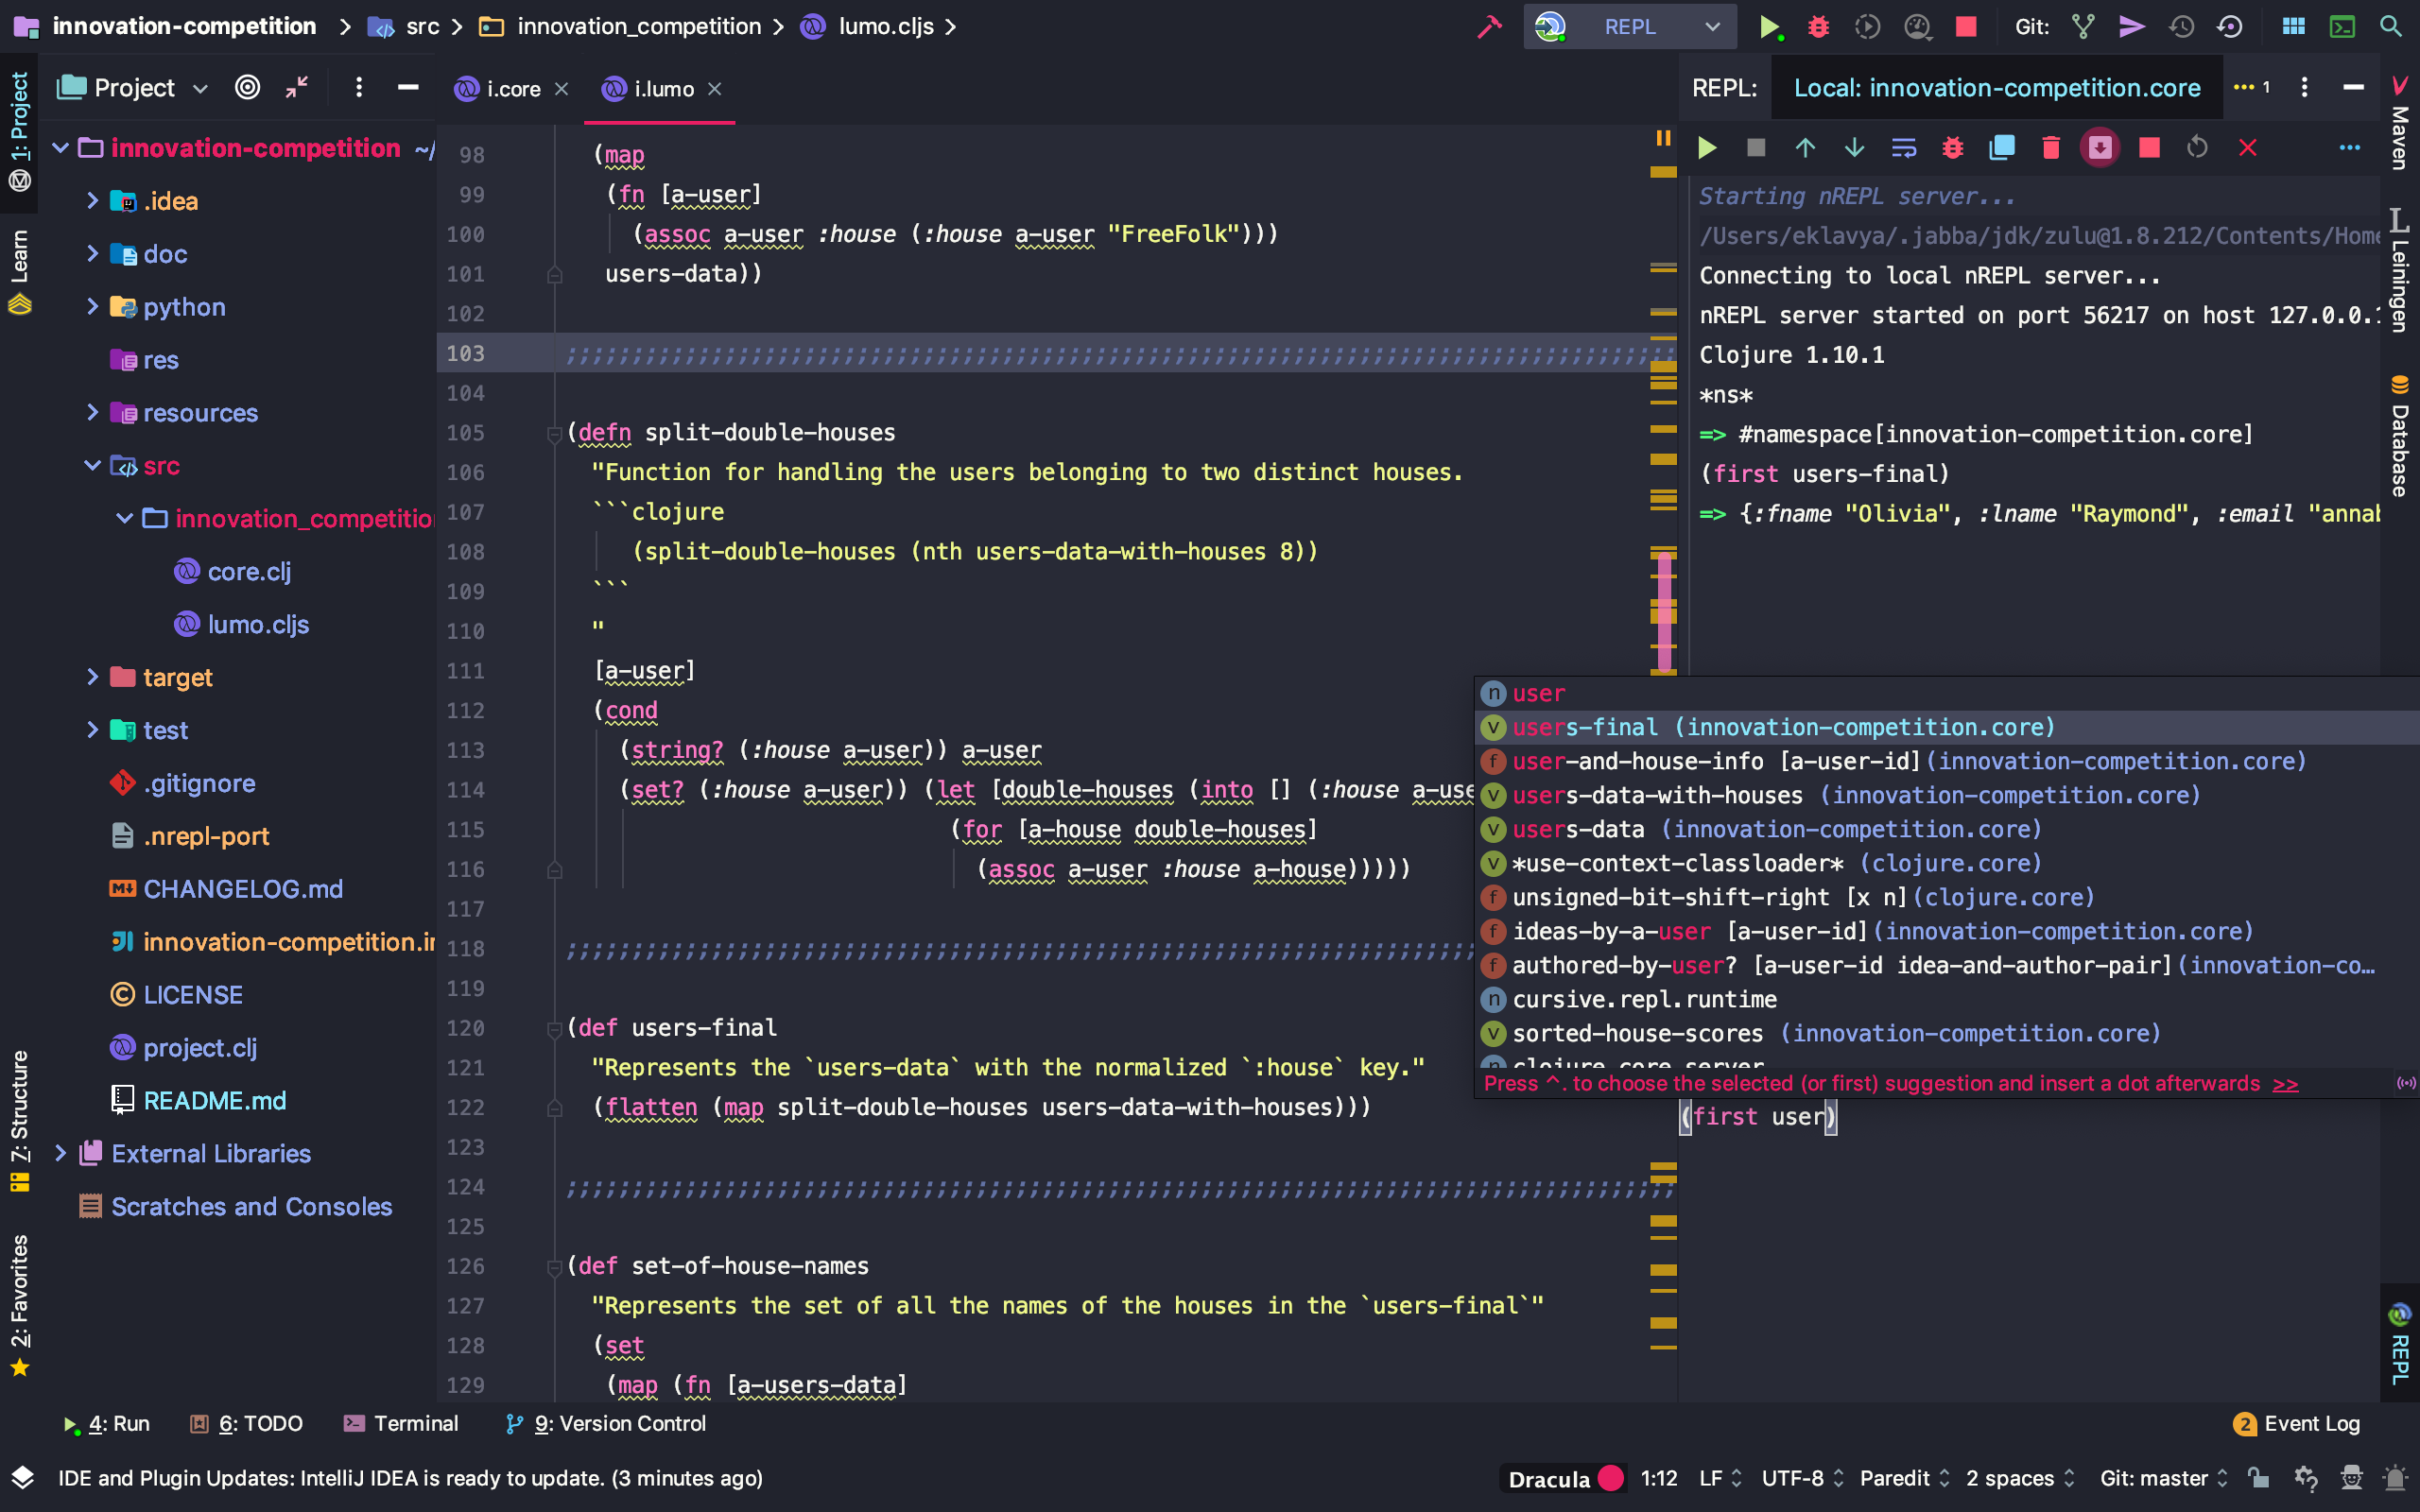 innovation-competition
src
innovation_competition
lumo.cljs
REPL
Git:
1: Project
Learn
7: Structure
2: Favorites
Project
innovation-competition ~/
.idea
doc
python
res
resources
src
innovation_competitio
core.clj
lumo.cljs
target
test
.gitignore
.nrepl-port
CHANGELOG.md
innovation-competition.i
LICENSE
project.clj
README.md
External Libraries
Scratches and Consoles
i.core
i.lumo
98 (map
99 (fn [a-user]
100 (assoc a-user :house (:house a-user "FreeFolk")))
101 users-data))
102
103 ;;;;;;;;;;;;;;;;;;;;;;;;;;;;;;;;;;;;;;;;;;;;;;;;;;;;;;;;;;;;;;;;;;;;;;;;;;;;;;;;;;;;
104
105 (defn split-double-houses
106 "Function for handling the users belonging to two distinct houses.
107 ```clojure
108 (split-double-houses (nth users-data-with-houses 8))
109 ```
110 "
111 [a-user]
112 (cond
113 (string? (:house a-user)) a-user
114 (set? (:house a-user)) (let [double-houses (into [] (:house a-use
115 (for [a-house double-houses]
116 (assoc a-user :house a-house)))))
117
118 ;;;;;;;;;;;;;;;;;;;;;;;;;;;;;;;;;;;;;;;;;;;;;;;;;;;;;;;;;;;;;;;;;;;;;
119
120 (def users-final
121 "Represents the `users-data` with the normalized `:house` key."
122 (flatten (map split-double-houses users-data-with-houses)))
123
124 ;;;;;;;;;;;;;;;;;;;;;;;;;;;;;;;;;;;;;;;;;;;;;;;;;;;;;;;;;;;;;;;;;;;;;;;;;;;;;;;;;;;;
125
126 (def set-of-house-names
127 "Represents the set of all the names of the houses in the `users-final`"
128 (set
129 (map (fn [a-users-data]
REPL:
Local: innovation-competition.core
1
Starting nREPL server...
/Users/eklavya/.jabba/jdk/zulu@1.8.212/Contents/Home
Connecting to local nREPL server...
nREPL server started on port 56217 on host 127.0.0.1
Clojure 1.10.1
*ns*
=> #namespace[innovation-competition.core]
(first users-final)
=> {:fname "Olivia", :lname "Raymond", :email "annab
n user
v users-final (innovation-competition.core)
f user-and-house-info [a-user-id](innovation-competition.core)
v users-data-with-houses (innovation-competition.core)
v users-data (innovation-competition.core)
v *use-context-classloader* (clojure.core)
f unsigned-bit-shift-right [x n](clojure.core)
f ideas-by-a-user [a-user-id](innovation-competition.core)
f authored-by-user? [a-user-id idea-and-author-pair](innovation-co…
n cursive.repl.runtime
v sorted-house-scores (innovation-competition.core)
n clojure.core.server
Press ^. to choose the selected (or first) suggestion and insert a dot afterwards >>
(first user)
Maven
Leiningen
Database
REPL
4: Run
6: TODO
Terminal
9: Version Control
2 Event Log
IDE and Plugin Updates: IntelliJ IDEA is ready to update. (3 minutes ago)
Dracula
1:12
LF
UTF-8
Paredit
2 spaces
Git: master